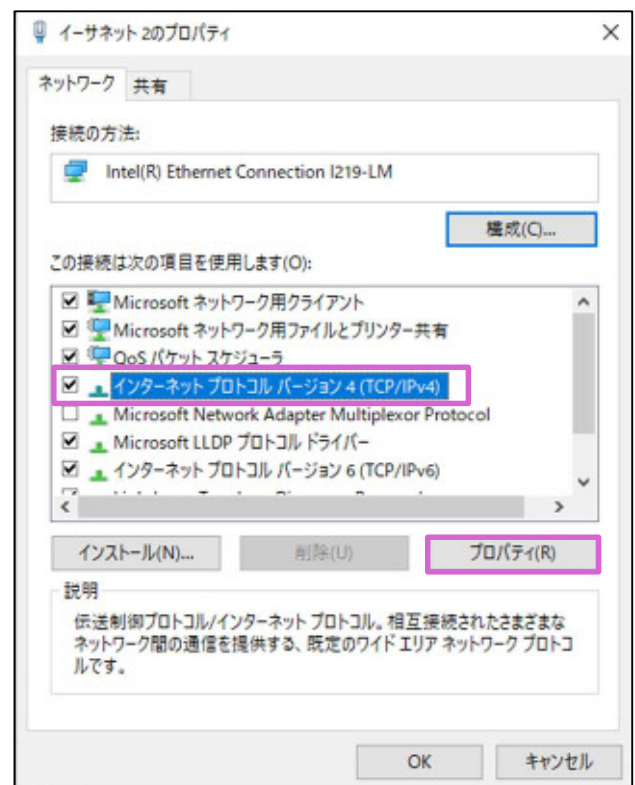 イーサネット 2のプロパティ
ネットワーク 共有
接続の方法:
Intel(R) Ethernet Connection I219-LM
構成(C)...
この接続は次の項目を使用します(O):
Microsoft ネットワーク用クライアント
Microsoft ネットワーク用ファイルとプリンター共有
QoS パケット スケジューラ
インターネット プロトコル バージョン 4 (TCP/IPv4)
Microsoft Network Adapter Multiplexor Protocol
Microsoft LLDP プロトコル ドライバー
インターネット プロトコル バージョン 6 (TCP/IPv6)
インストール(N)... 削除(U) プロパティ(R)
説明
伝送制御プロトコル/インターネット プロトコル。相互接続されたさまざまな
ネットワーク間の通信を提供する、既定のワイド エリア ネットワーク プロトコ
ルです。
OK キャンセル